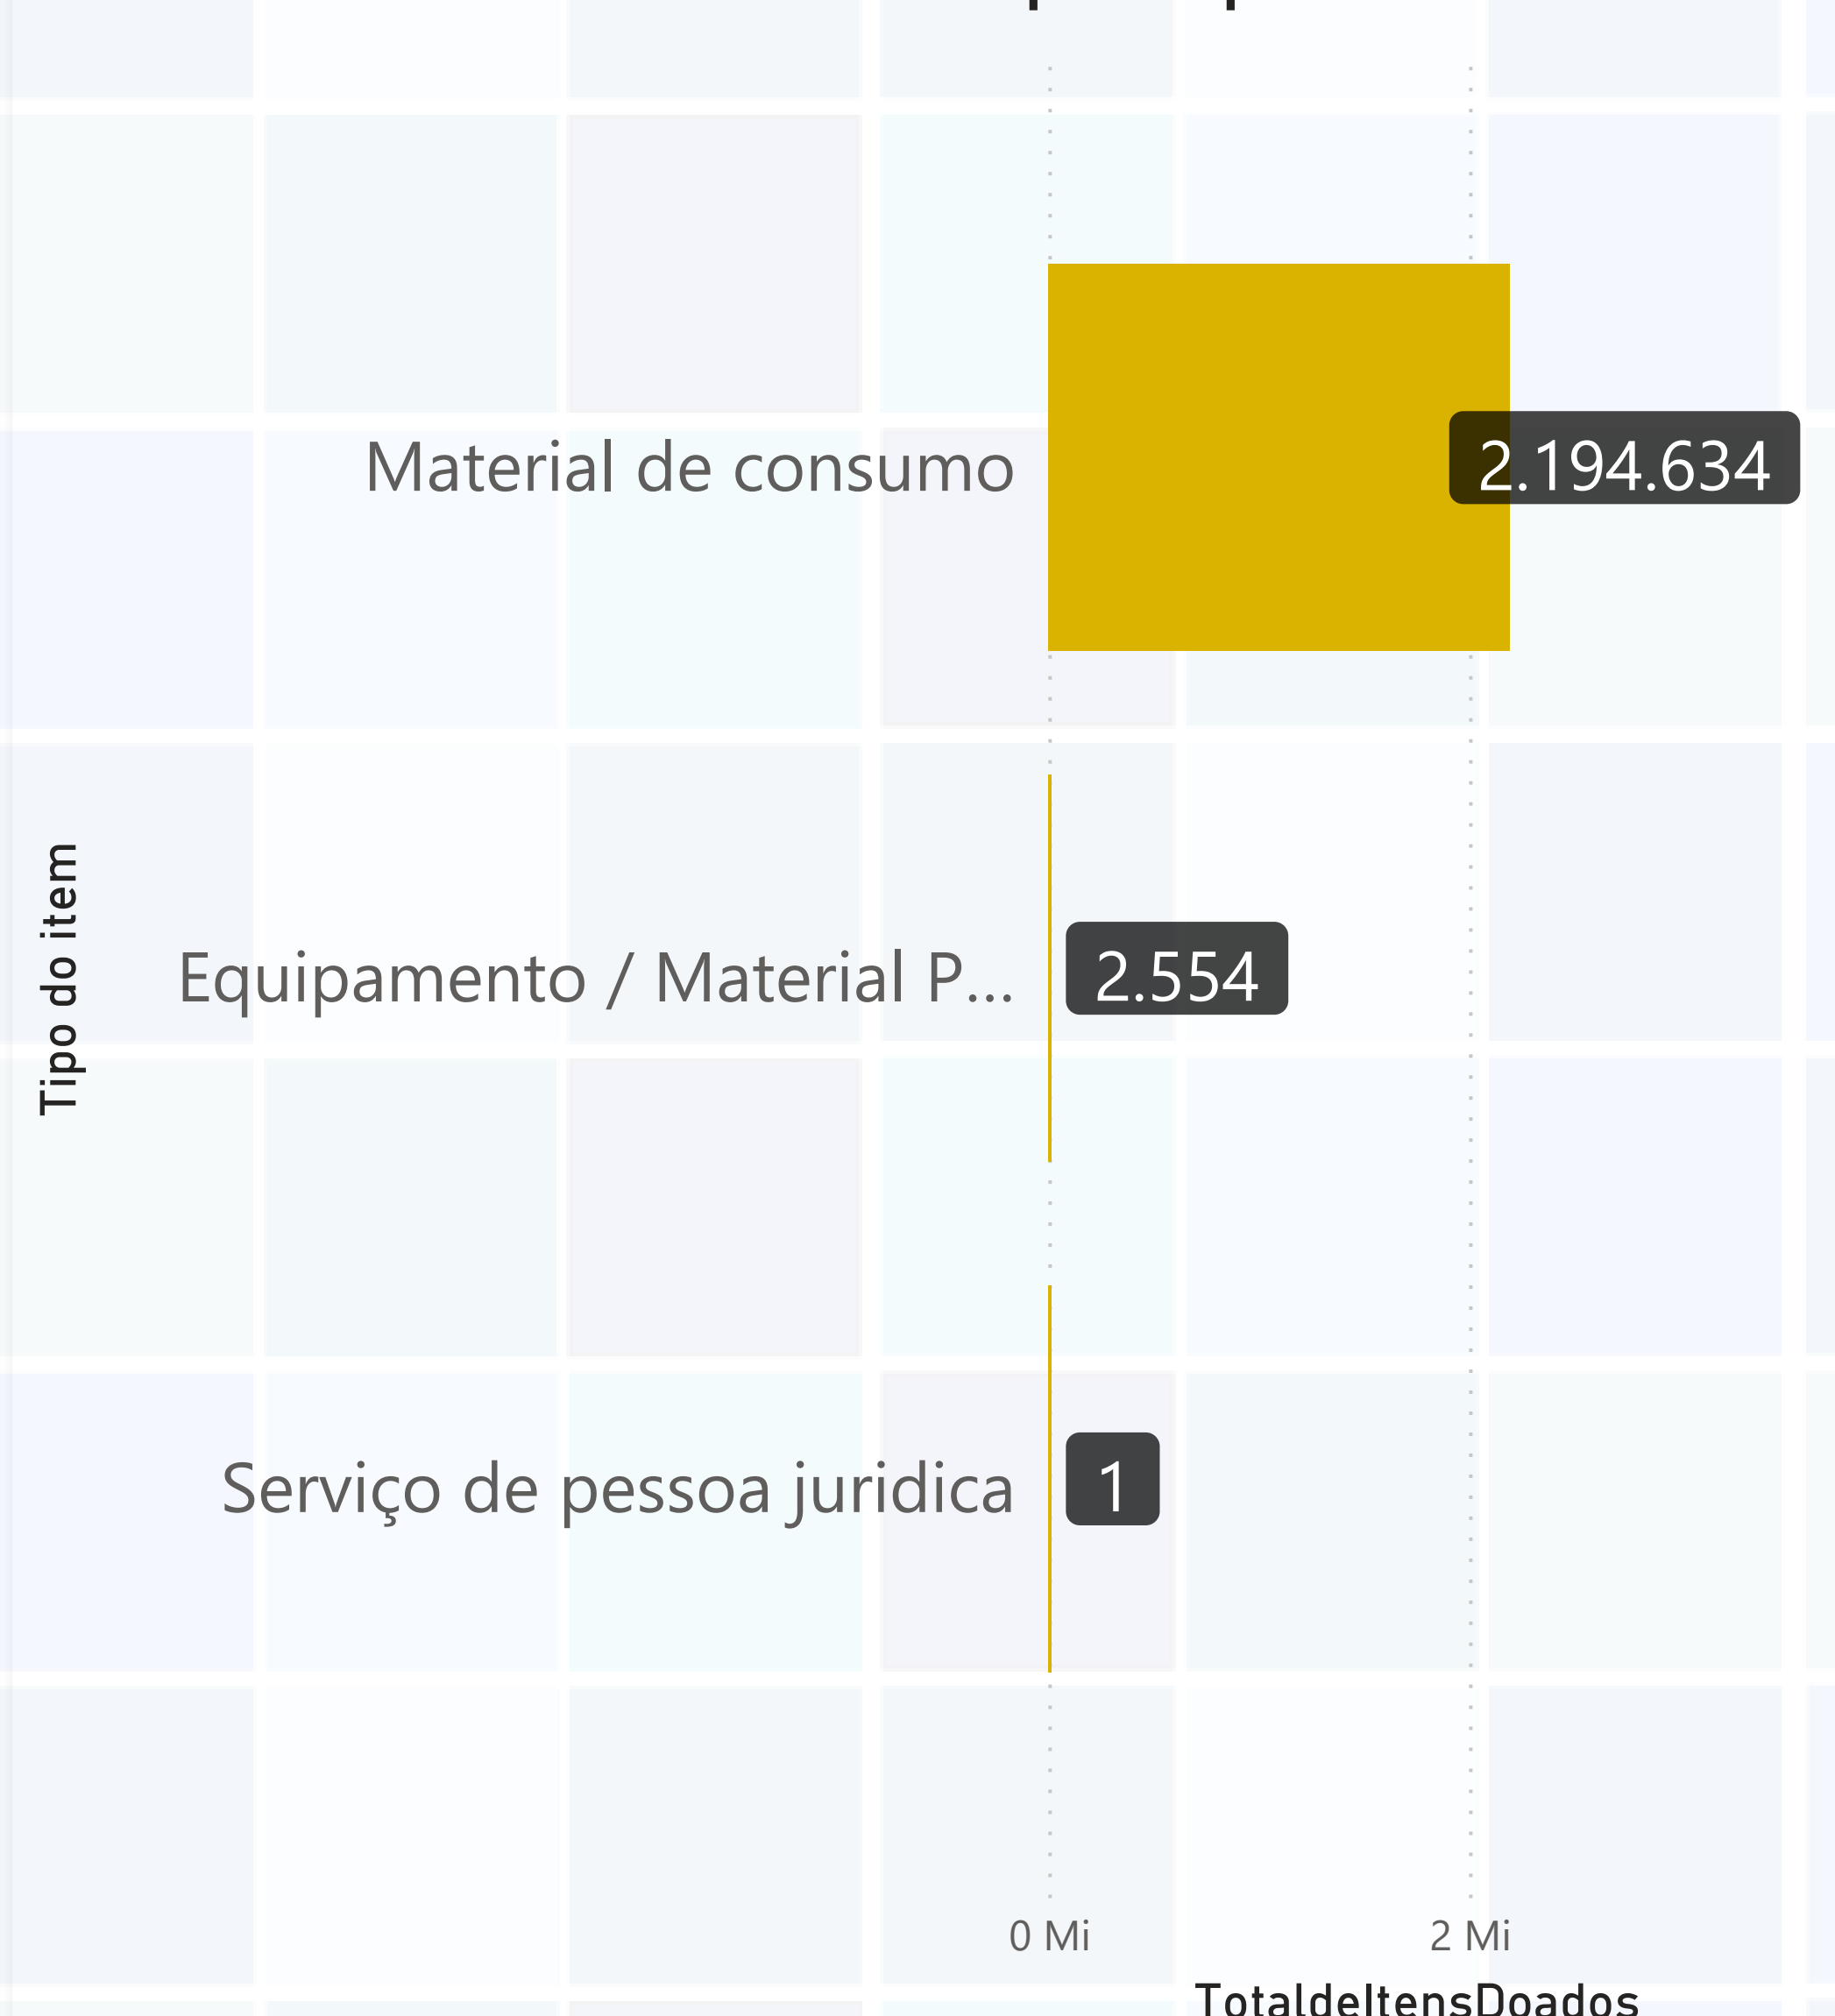 Material de consumo 2.194.634
Tipo do item
Equipamento / Material P... 2.554
Serviço de pessoa juridica 1
0 Mi 2 Mi
TotaldeItensDoados